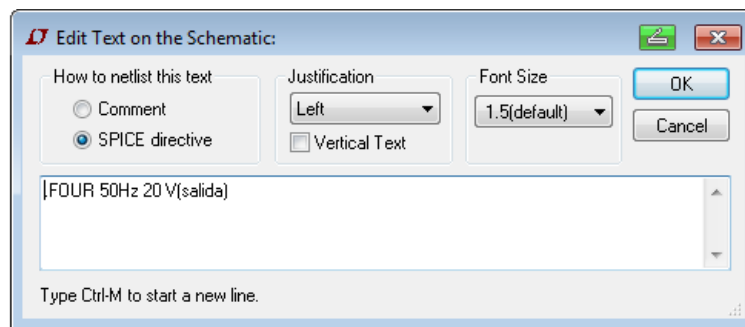 Edit Text on the Schematic:
How to netlist this text
Comment
SPICE directive
Justification
Left
Vertical Text
Font Size
1.5(default)
OK
Cancel
.FOUR 50Hz 20 V(salida)
Type Ctrl-M to start a new line.